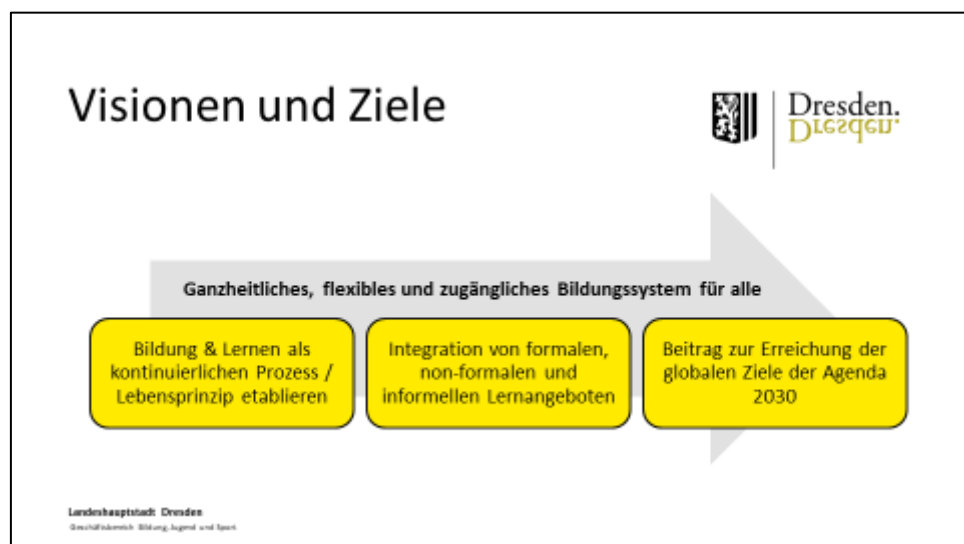 Visionen und Ziele
Dresden.
Dresden.
Ganzheitliches, flexibles und zugängliches Bildungssystem für alle
Bildung & Lernen als
kontinuierlichen Prozess /
Lebensprinzip etablieren
Integration von formalen,
non-formalen und
informellen Lernangeboten
Beitrag zur Erreichung der
globalen Ziele der Agenda
2030
Landeshauptstadt Dresden
Geschäftsbereich Bildung, Jugend und Sport